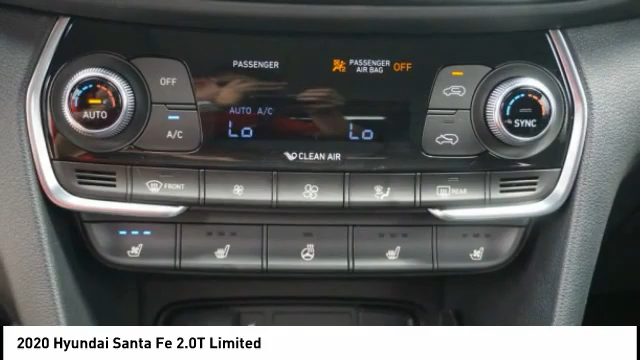 PASSENGER
PASSENGER
AIR BAG OFF
OFF
AUTO
SYNC
AUTO A/C
A/C
Lo Lo
CLEAN AIR
FRONT
REAR
2020 Hyundai Santa Fe 2.0T Limited